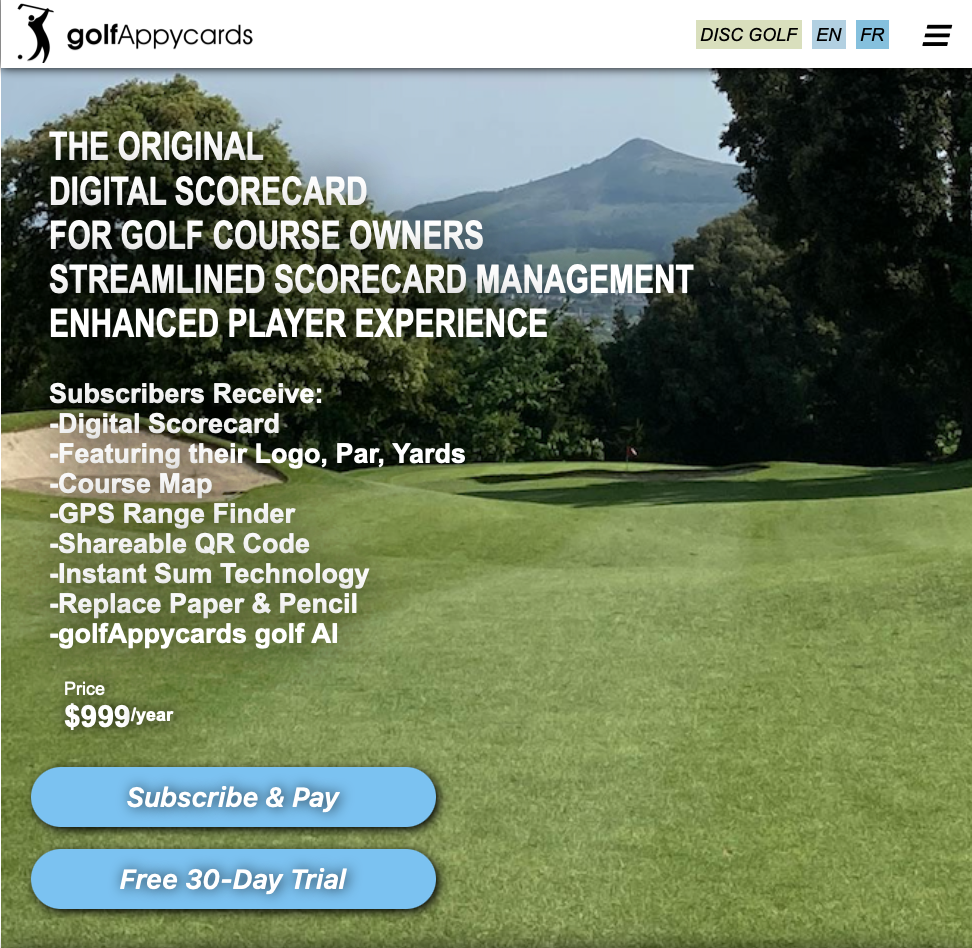 golfAppycards
DISC GOLF
EN
FR
THE ORIGINAL
DIGITAL SCORECARD
FOR GOLF COURSE OWNERS
STREAMLINED SCORECARD MANAGEMENT
ENHANCED PLAYER EXPERIENCE
Subscribers Receive:
-Digital Scorecard
-Featuring their Logo, Par, Yards
-Course Map
-GPS Range Finder
-Shareable QR Code
-Instant Sum Technology
-Replace Paper & Pencil
-golfAppycards golf AI
Price
$999/year
Subscribe & Pay
Free 30-Day Trial